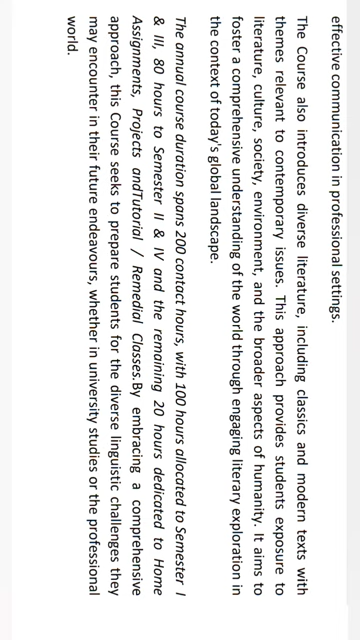 effective communication in professional settings.
The Course also introduces diverse literature, including classics and modern texts with
themes relevant to contemporary issues. This approach provides students exposure to
literature, culture, society, environment, and the broader aspects of humanity. It aims to
foster a comprehensive understanding of the world through engaging literary exploration in
the context of today's global landscape.
The annual course duration spans 200 contact hours, with 100 hours allocated to Semester I
& III, 80 hours to Semester II & IV and the remaining 20 hours dedicated to Home
Assignments, Projects andTutorial / Remedial Classes.By embracing a comprehensive
approach, this Course seeks to prepare students for the diverse linguistic challenges they
may encounter in their future endeavours, whether in university studies or the professional
world.